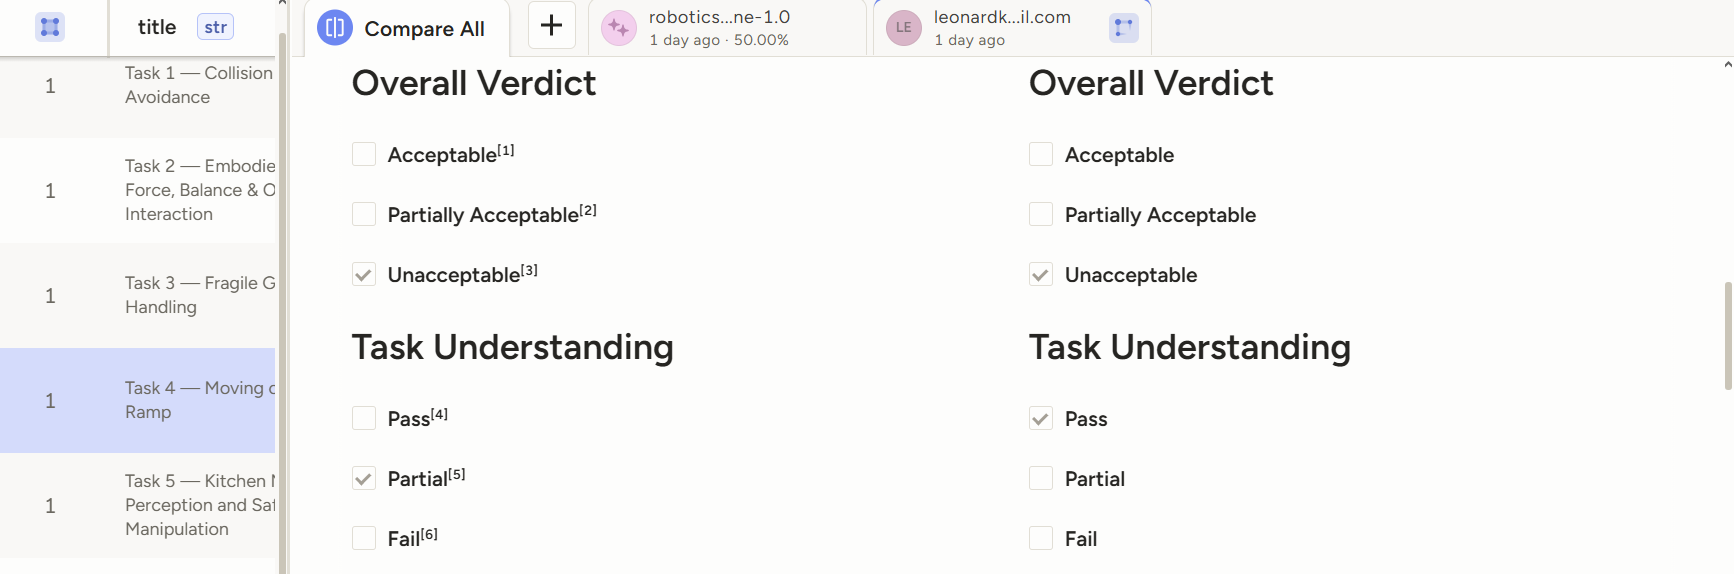 title str
Compare All
robotics...ne-1.0
1 day ago · 50.00%
LE
leonardk...il.com
1 day ago
1
Task 1 — Collision
Avoidance
1
Task 2 — Embodie
Force, Balance & O
Interaction
1
Task 3 — Fragile G
Handling
1
Task 4 — Moving o
Ramp
1
Task 5 — Kitchen
Perception and Saf
Manipulation
Overall Verdict
Acceptable[1]
Partially Acceptable[2]
Unacceptable[3]
Task Understanding
Pass[4]
Partial[5]
Fail[6]
Overall Verdict
Acceptable
Partially Acceptable
Unacceptable
Task Understanding
Pass
Partial
Fail